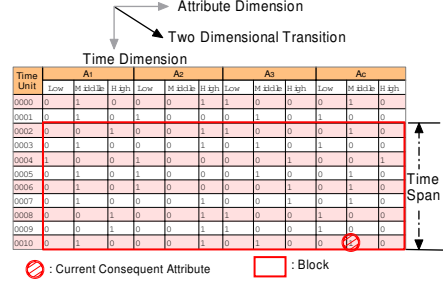 Attribute Dimension
Two Dimensional Transition
Time Dimension
Time Unit A1 A2 A3 Ac
Low Middle High Low Middle High Low Middle High Low Middle High
0000 0 1 0 0 0 1 1 0 0 0 1 0
0001 0 1 0 0 0 1 0 1 0 0 1 0
0002 0 0 1 0 0 1 1 0 0 0 1 0
0003 0 1 0 0 0 1 0 1 0 0 1 0
0004 1 0 0 0 1 0 0 0 1 0 0 1
0005 0 1 0 0 1 0 0 1 0 0 1 0
0006 0 1 0 0 1 0 0 0 1 0 1 0
0007 0 1 0 0 1 0 0 0 1 0 1 0
0008 0 0 1 0 0 1 1 0 0 0 1 0
0009 0 0 1 0 0 1 0 1 0 0 1 0
0010 0 1 0 0 0 1 0 1 0 0 1 0
Time
Span
: Current Consequent Attribute
: Block